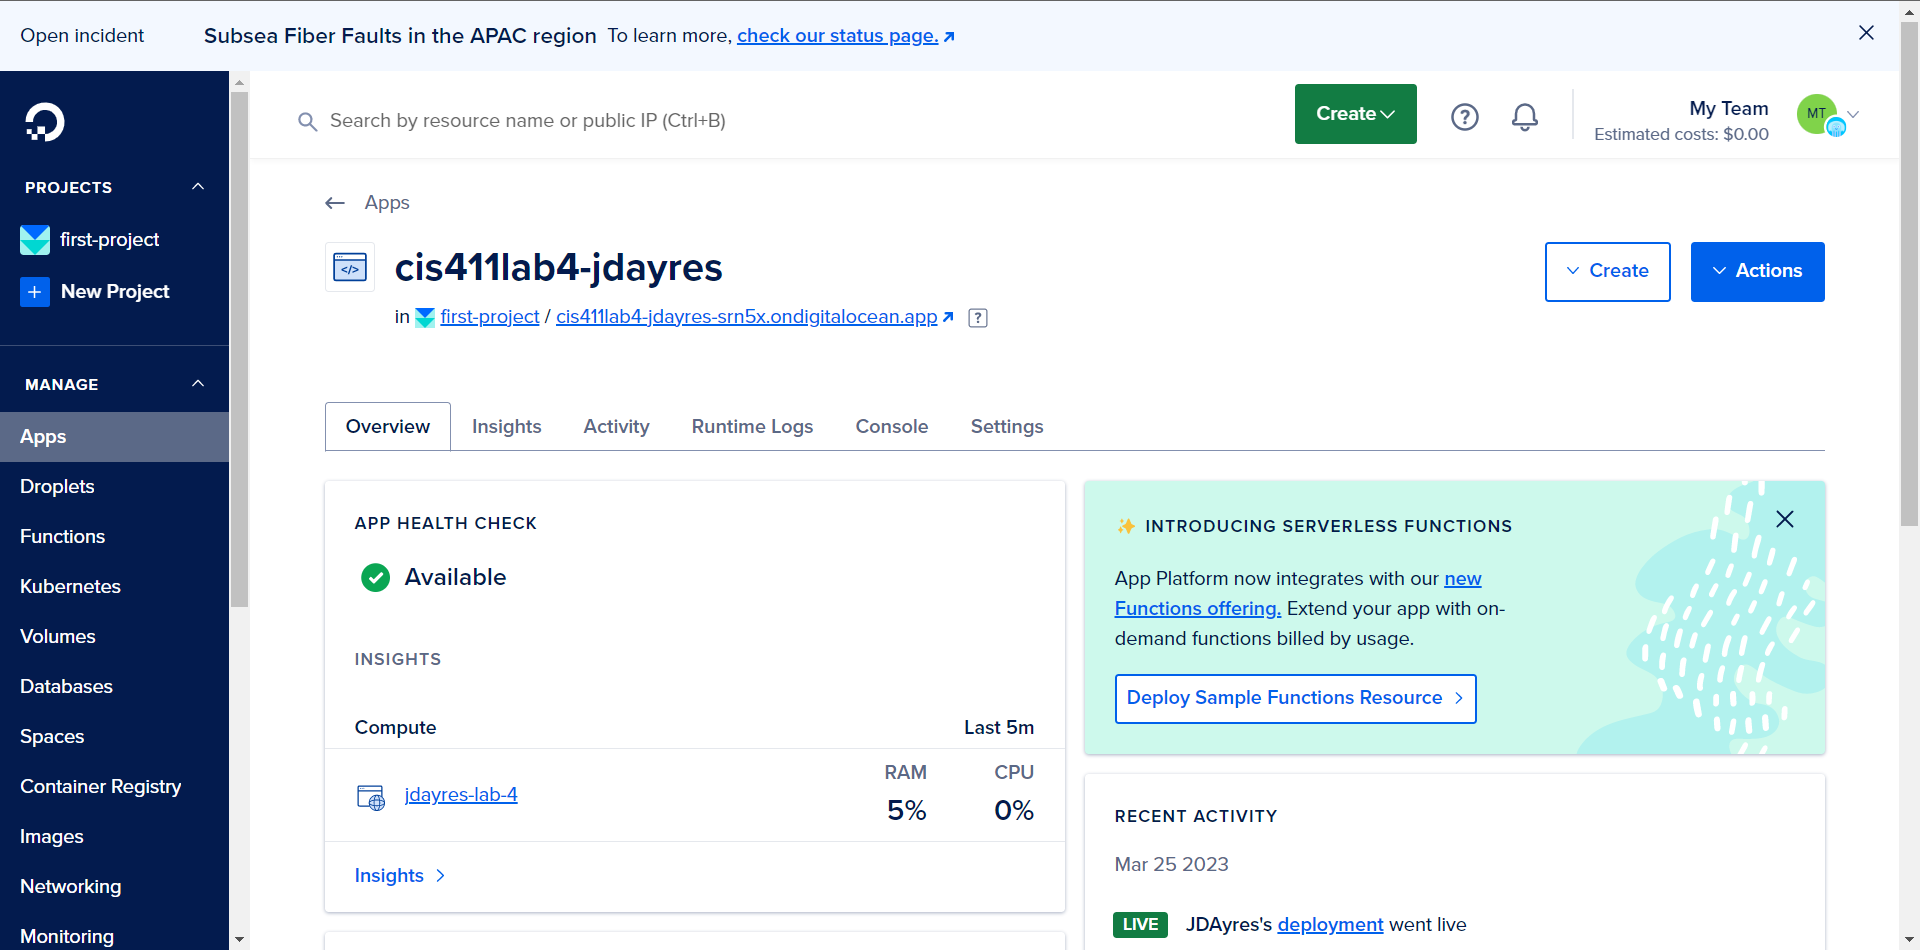 Open incident
Subsea Fiber Faults in the APAC region To learn more, check our status page.
Search by resource name or public IP (Ctrl+B)
Create
?
My Team
Estimated costs: $0.00
MT
PROJECTS
first-project
+ New Project
MANAGE
Apps
Droplets
Functions
Kubernetes
Volumes
Databases
Spaces
Container Registry
Images
Networking
Monitoring
Apps
</>
cis411lab4-jdayres
in first-project / cis411lab4-jdayres-srn5x.ondigitalocean.app ?
Create
Actions
Overview Insights Activity Runtime Logs Console Settings
APP HEALTH CHECK
Available
INSIGHTS
Compute Last 5m
RAM CPU
jdayres-lab-4
5% 0%
Insights
INTRODUCING SERVERLESS FUNCTIONS
App Platform now integrates with our new
Functions offering. Extend your app with on-
demand functions billed by usage.
Deploy Sample Functions Resource
RECENT ACTIVITY
Mar 25 2023
LIVE JDAyres's deployment went live